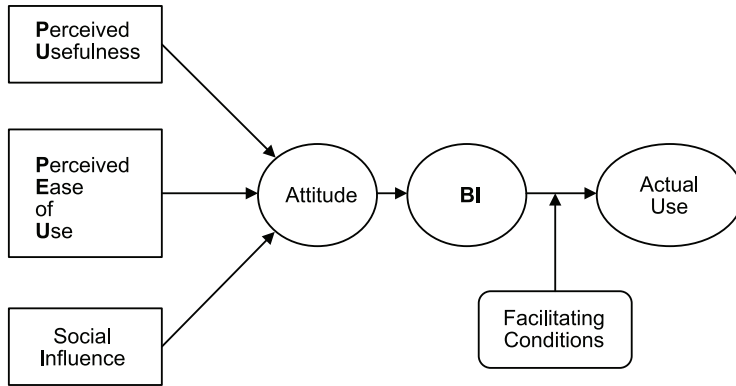 Perceived
Usefulness
Perceived
Ease
of
Use
Social
Influence
Attitude
BI
Actual
Use
Facilitating
Conditions